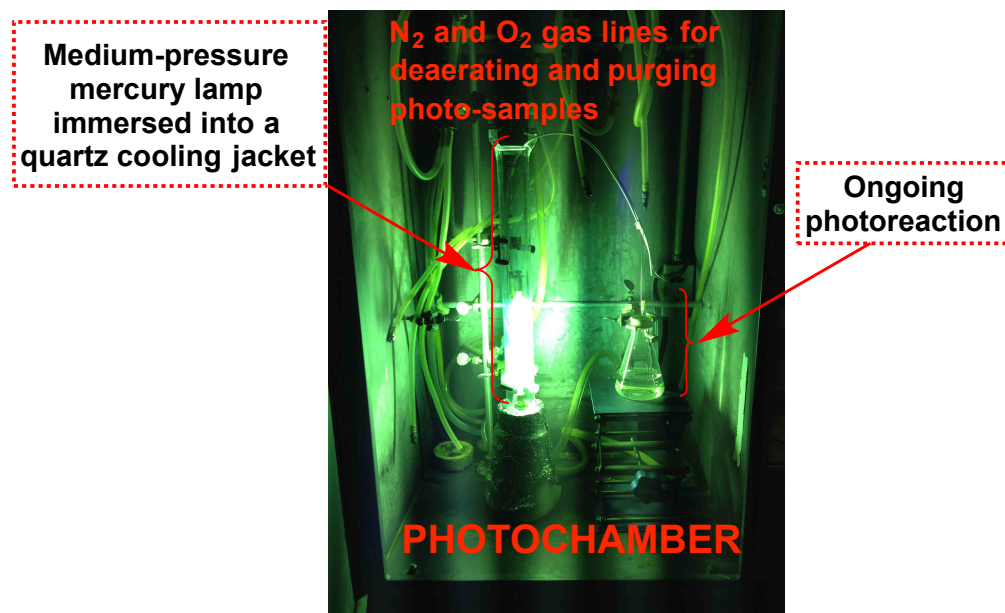 N₂ and O₂ gas lines for
deaerating and purging
photo-samples
Medium-pressure
mercury lamp
immersed into a
quartz cooling jacket
Ongoing
photoreaction
PHOTOCHAMBER